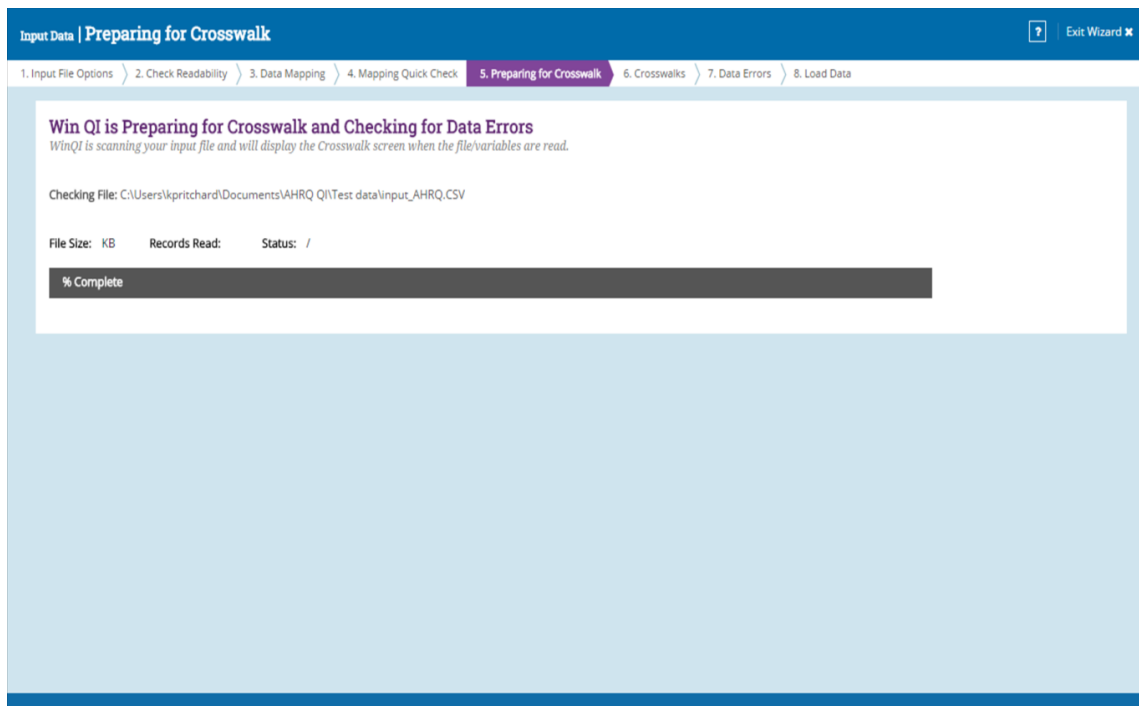 Input Data | Preparing for Crosswalk
? Exit Wizard ✖
1. Input File Options 2. Check Readability 3. Data Mapping 4. Mapping Quick Check 5. Preparing for Crosswalk 6. Crosswalks 7. Data Errors 8. Load Data
Win QI is Preparing for Crosswalk and Checking for Data Errors
WinQI is scanning your input file and will display the Crosswalk screen when the file/variables are read.
Checking File: C:\Users\kpritchard\Documents\AHRQ QI\Test data\input_AHRQ.CSV
File Size: KB Records Read: Status: /
% Complete